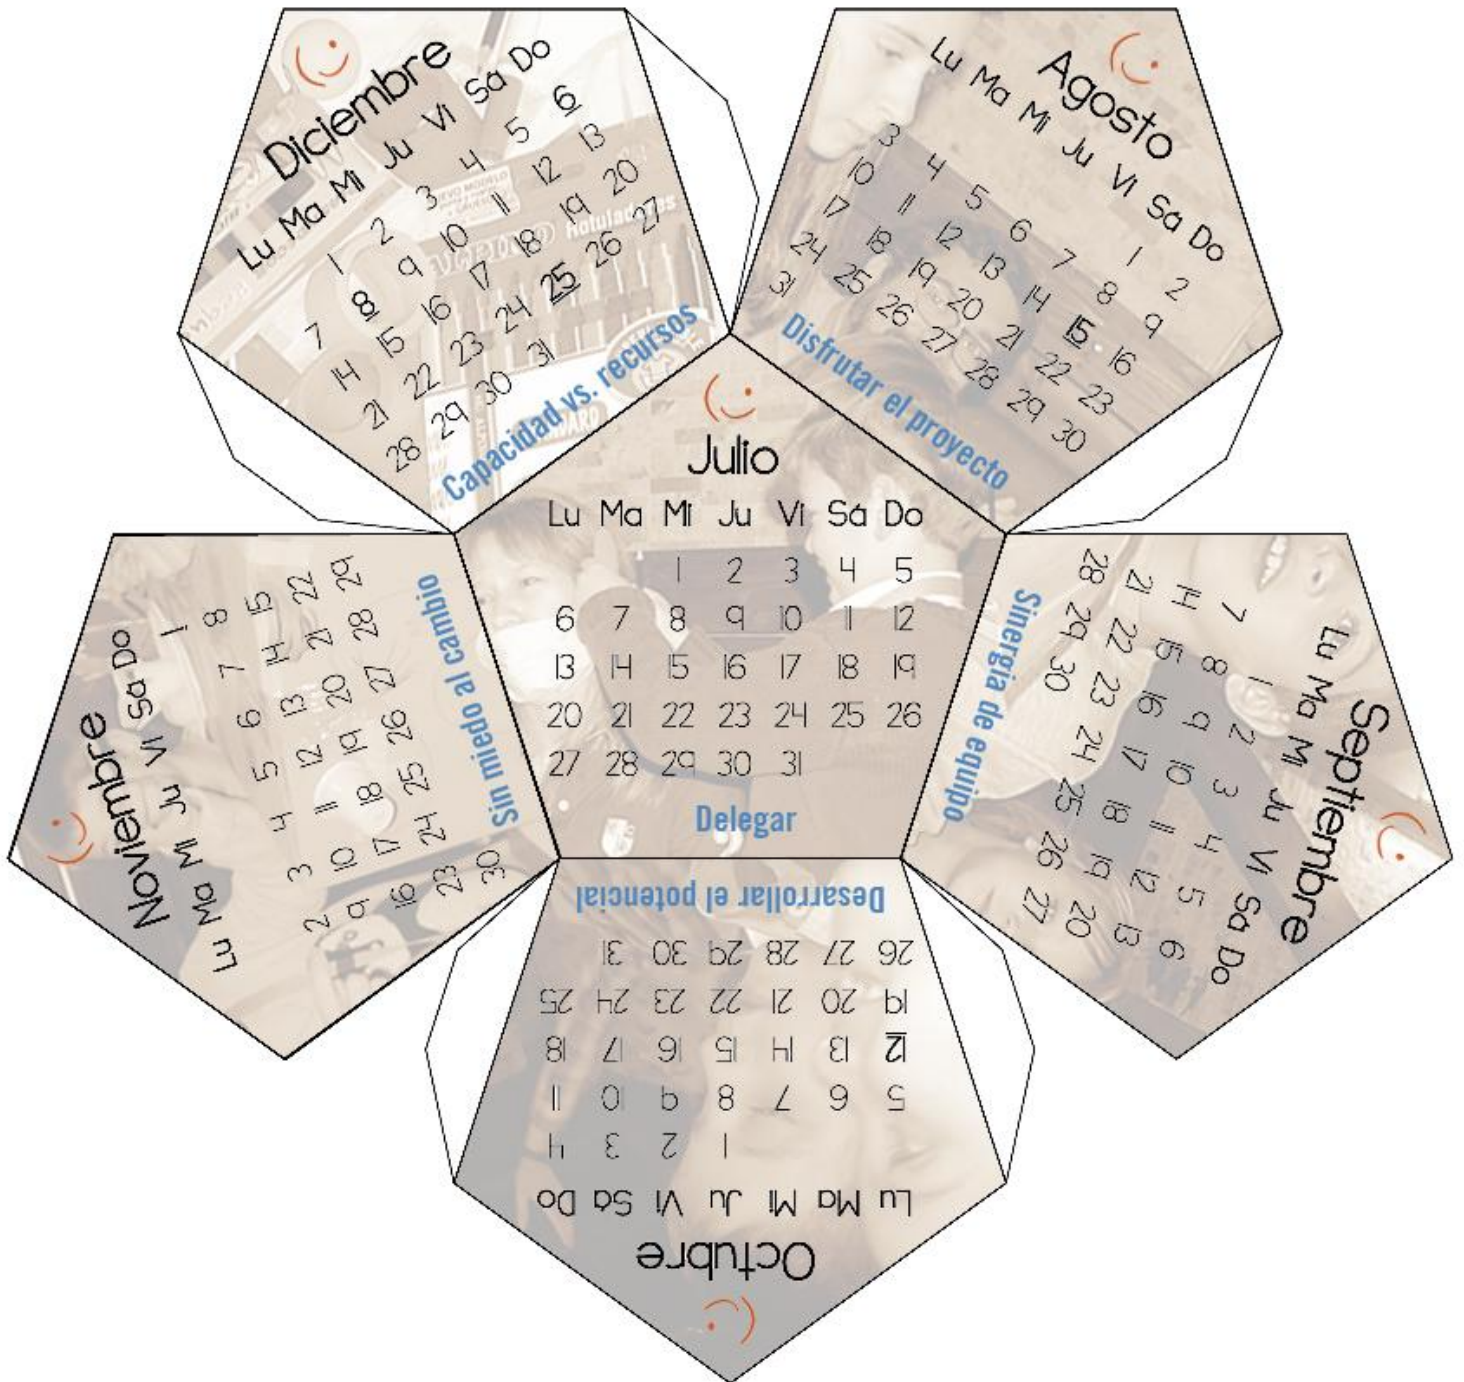 Diciembre
Lu Ma Mi Ju Vi Sá Do
1 2 3 4 5 6
7 8 9 10 11 12 13
14 15 16 17 18 19 20
21 22 23 24 25 26 27
28 29 30 31
Capacidad vs. recursos
Rotuladores
Agosto
Lu Ma Mi Ju Vi Sá Do
1 2
3 4 5 6 7 8 9
10 11 12 13 14 15 16
17 18 19 20 21 22 23
24 25 26 27 28 29 30
31
Disfrutar el proyecto
Julio
Lu Ma Mi Ju Vi Sá Do
1 2 3 4 5
6 7 8 9 10 11 12
13 14 15 16 17 18 19
20 21 22 23 24 25 26
27 28 29 30 31
Delegar
Noviembre
Lu Ma Mi Ju Vi Sá Do
1
2 3 4 5 6 7 8
9 10 11 12 13 14 15
16 17 18 19 20 21 22
23 24 25 26 27 28 29
30
Sin miedo al cambio
Septiembre
Lu Ma Mi Ju Vi Sá Do
1 2 3 4 5 6
7 8 9 10 11 12 13
14 15 16 17 18 19 20
21 22 23 24 25 26 27
28 29 30
Sinergia de equipo
Octubre
Lu Ma Mi Ju Vi Sá Do
1 2 3 4
5 6 7 8 9 10 11
12 13 14 15 16 17 18
19 20 21 22 23 24 25
26 27 28 29 30 31
Desarrollar el potencial